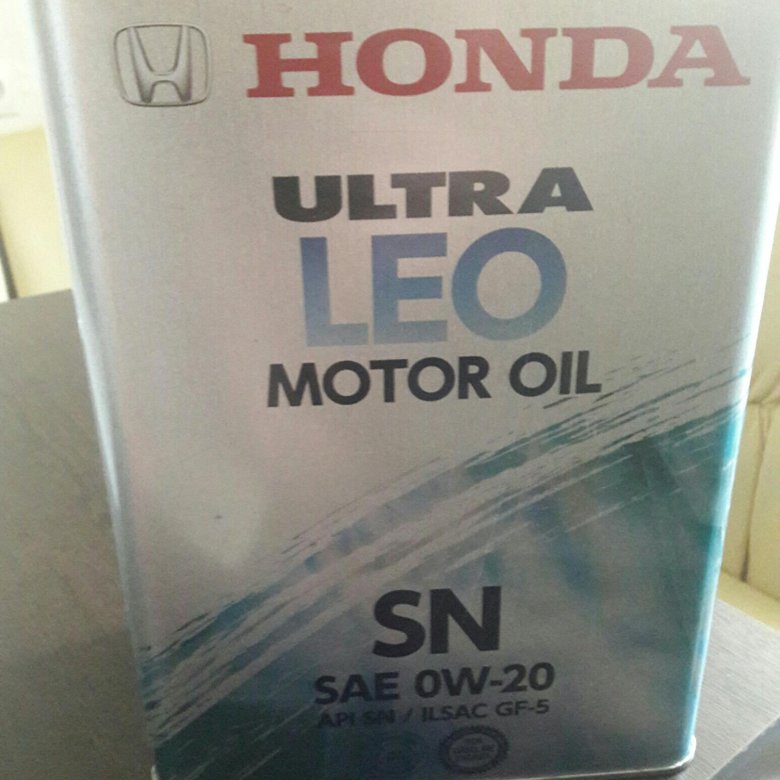 HONDA
ULTRA
LEO
MOTOR OIL
SN
SAE 0W-20
API SN / ILSAC GF-5